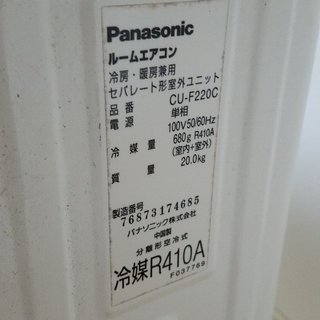 Panasonic
ルームエアコン
冷房・暖房兼用
セパレート形室外ユニット
品番 CU-F220C
電源 単相
100V50/60Hz
冷媒量 680g R410A
(室内+室外)
質量 20.0kg
製造番号 76873174685
パナソニック株式会社
中国製
分離形空冷式
冷媒R410A
F037769